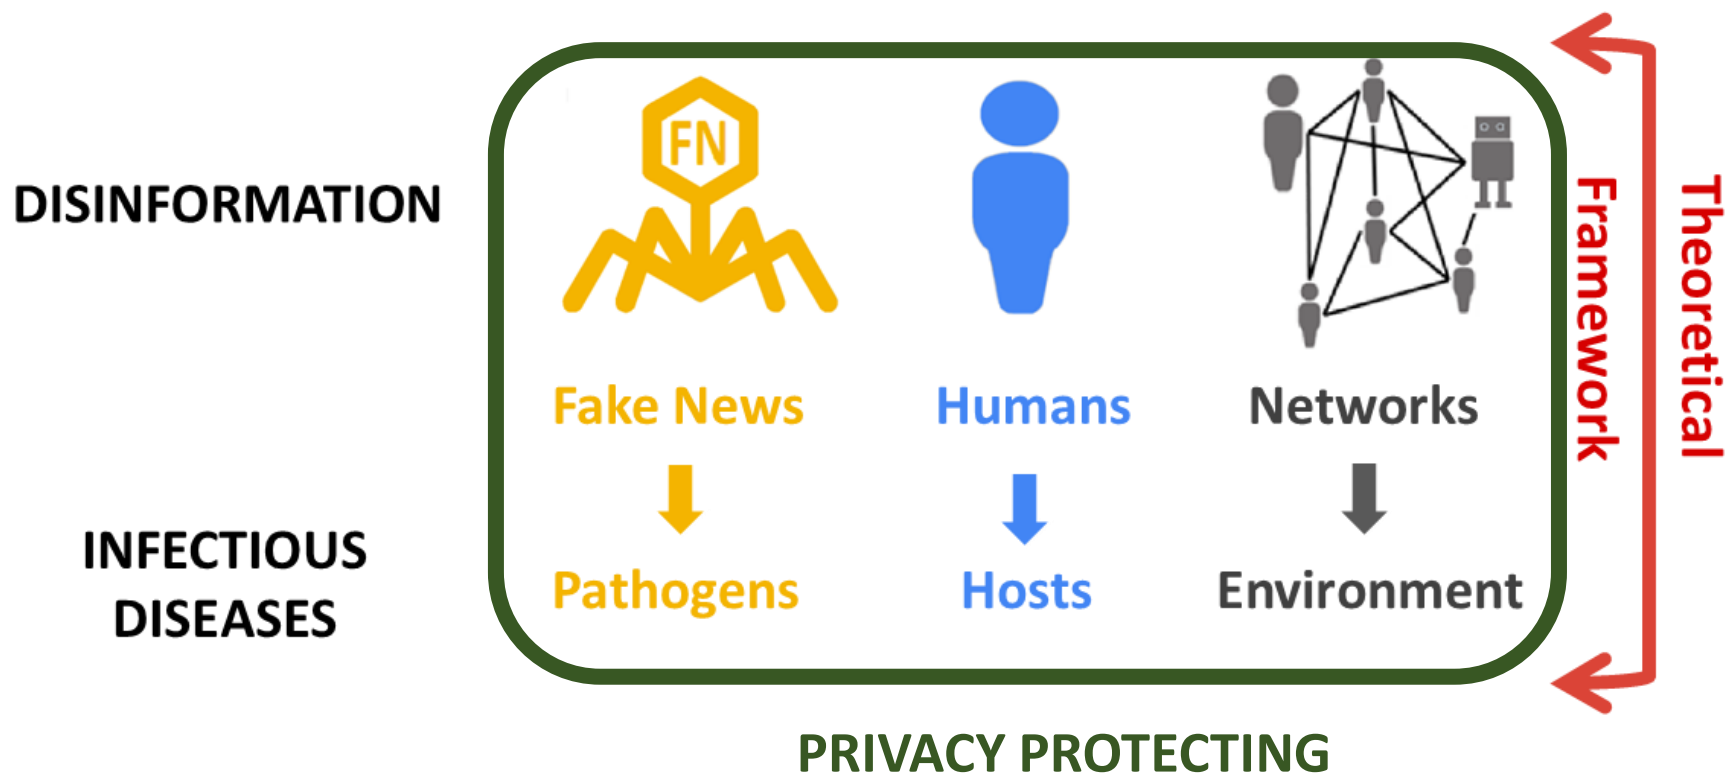 FN
DISINFORMATION
Fake News
Humans
Networks
INFECTIOUS
DISEASES
Pathogens
Hosts
Environment
Theoretical
Framework
PRIVACY PROTECTING